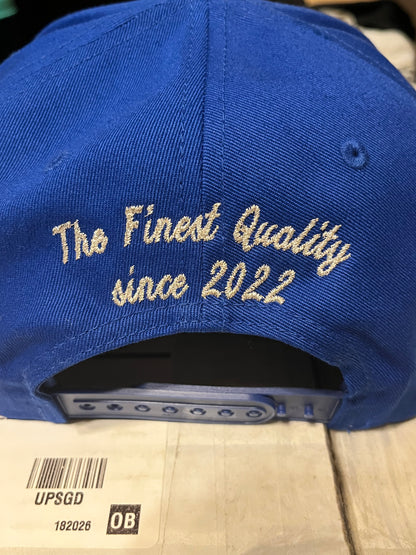 The Finest Quality
since 2022
UPSGD
182026 OB